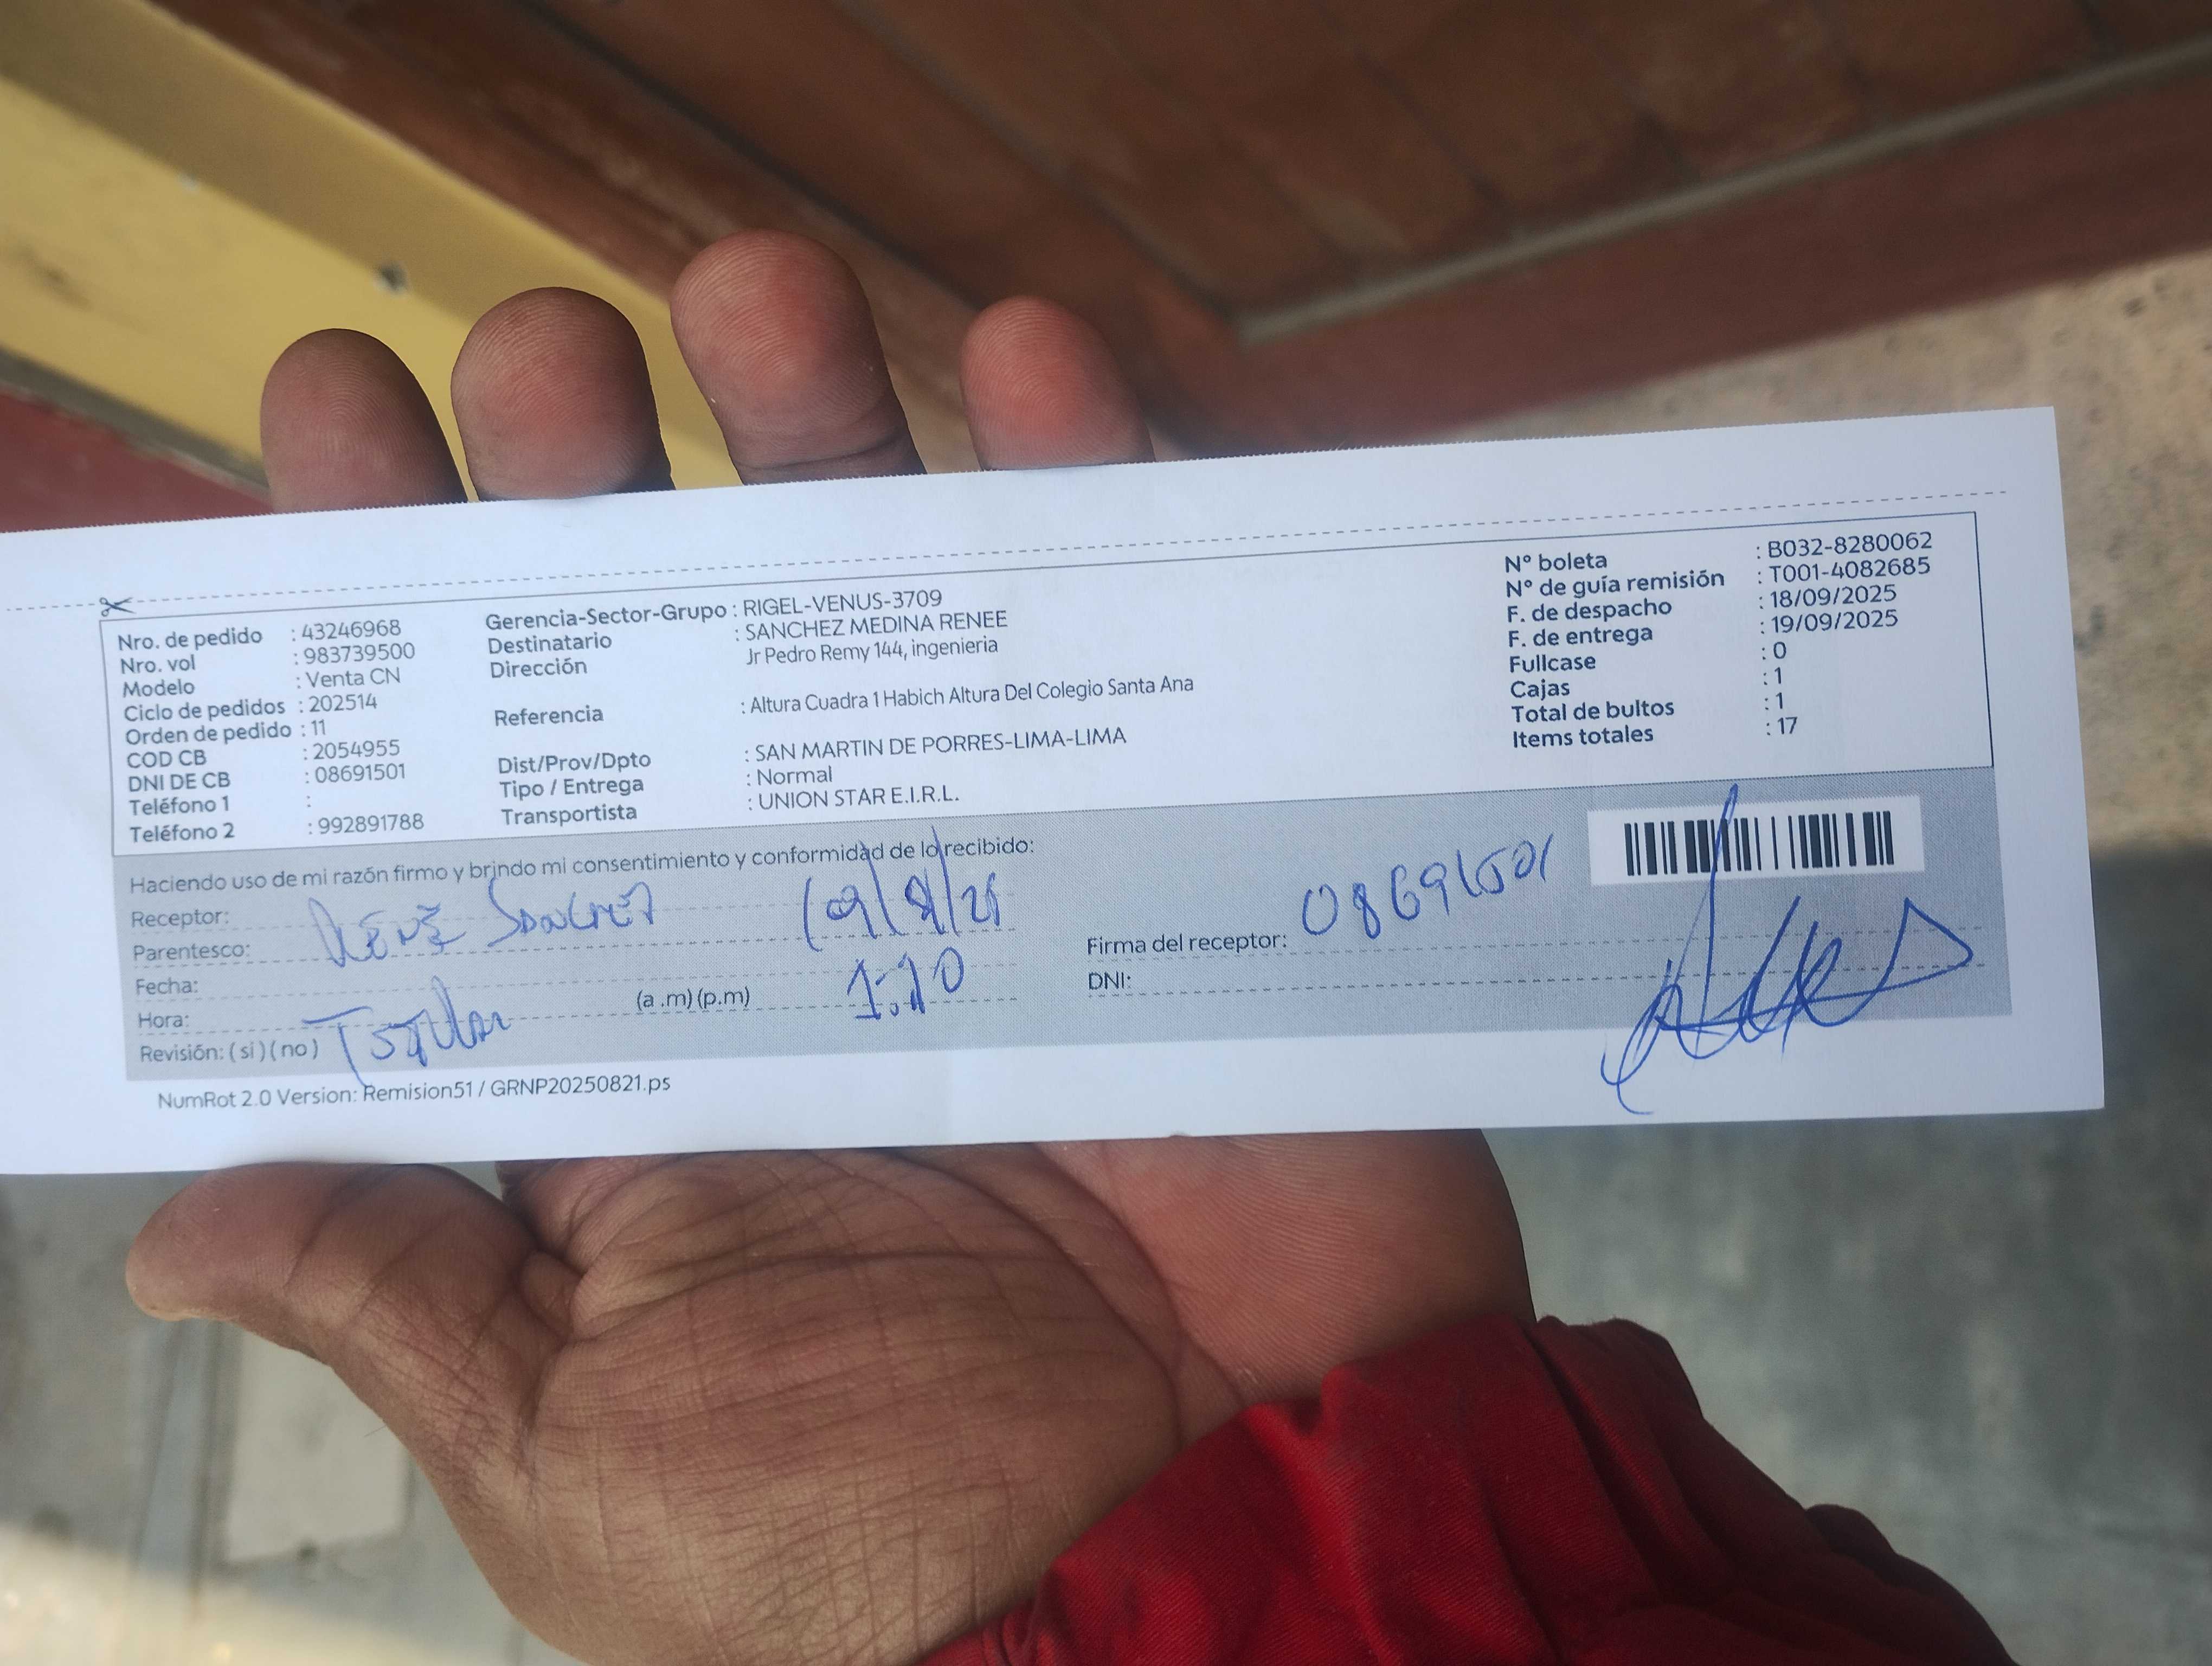 Nro. de pedido : 43246968
Nro. vol : 983739500
Modelo : Venta CN
Ciclo de pedidos : 202514
Orden de pedido : 11
COD CB : 2054955
DNI DE CB : 08691501
Teléfono 1 :
Teléfono 2 : 992891788
Gerencia-Sector-Grupo : RIGEL-VENUS-3709
Destinatario : SANCHEZ MEDINA RENEE
Dirección Jr Pedro Remy 144, ingenieria
Referencia : Altura Cuadra 1 Habich Altura Del Colegio Santa Ana
Dist/Prov/Dpto : SAN MARTIN DE PORRES-LIMA-LIMA
Tipo / Entrega : Normal
Transportista : UNION STAR E.I.R.L.
N° boleta : B032-8280062
N° de guía remisión : T001-4082685
F. de despacho : 18/09/2025
F. de entrega : 19/09/2025
Fullcase : 0
Cajas : 1
Total de bultos : 1
Items totales : 17
Haciendo uso de mi razón firmo y brindo mi consentimiento y conformidad de lo recibido:
Receptor:
Parentesco:
Fecha:
Hora: (a .m) (p.m) 1:10
Revisión: ( si ) ( no )
Firma del receptor: 08691501
DNI:
NumRot 2.0 Version: Remision51 / GRNP20250821.ps